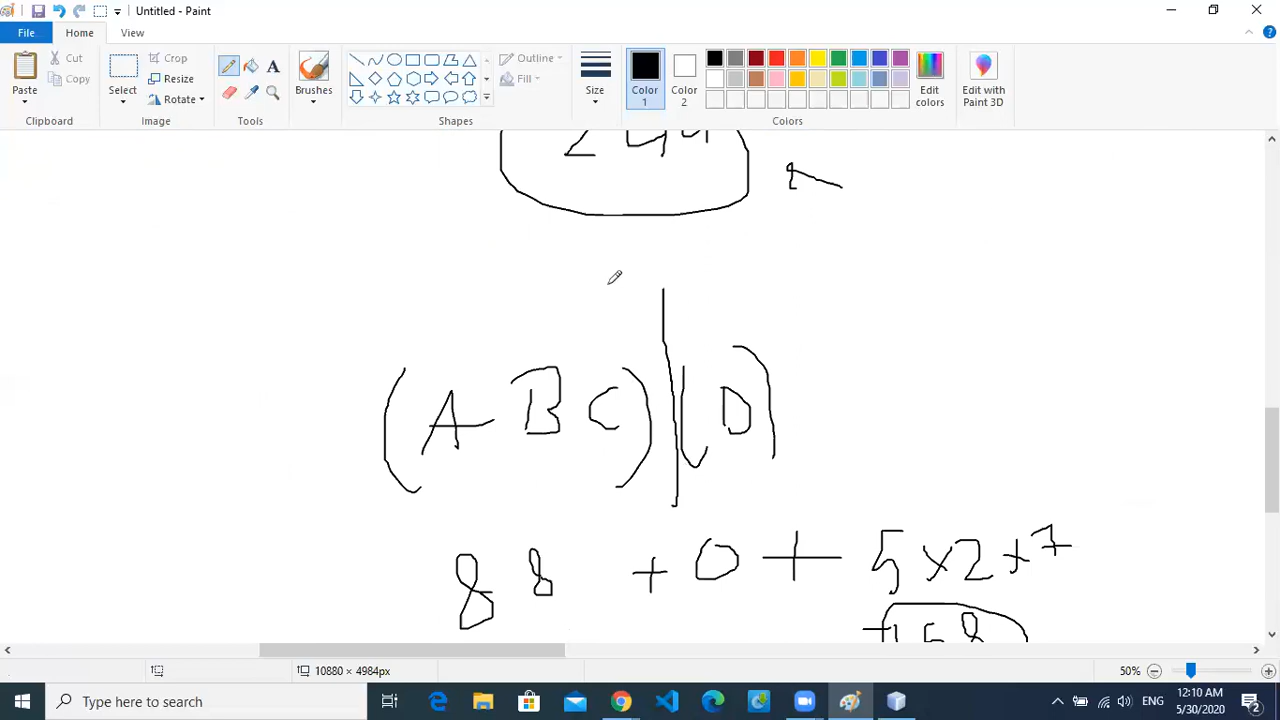 Untitled - Paint
File
Home
View
Paste
Cut
Copy
Clipboard
Select
Crop
Resize
Rotate
Image
A
Tools
Brushes
Outline
Fill
Shapes
Size
Color 1
Color 2
Edit colors
Colors
Edit with Paint 3D
244
(A B C) | (D)
8 8 + 0 + 5 x 2 x 7
10880 × 4984px
50%
Type here to search
ENG
12:10 AM
5/30/2020
2